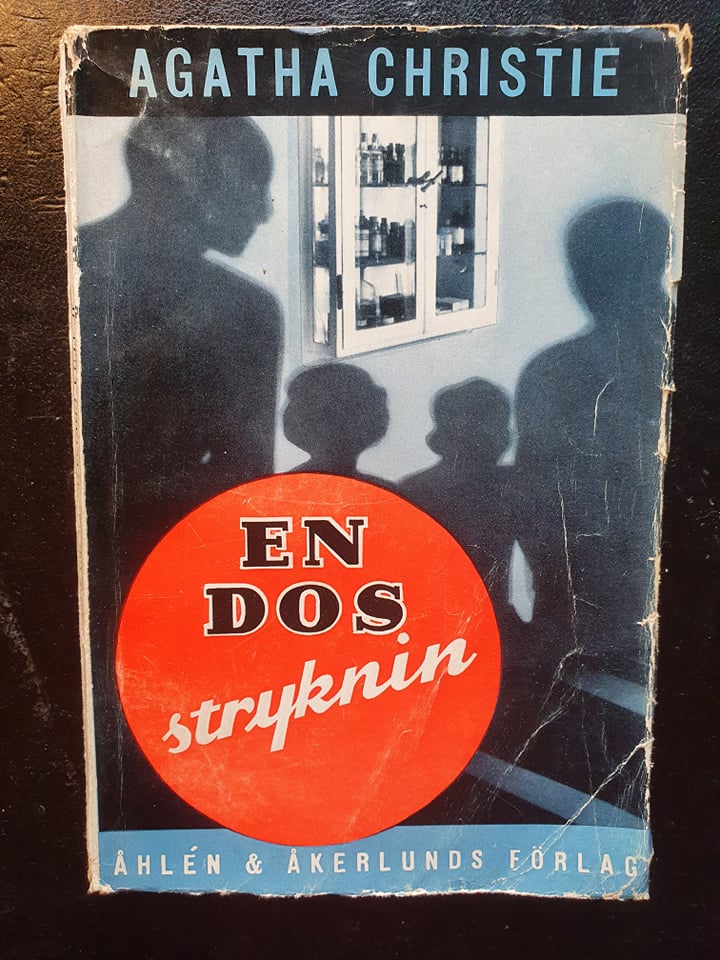 AGATHA CHRISTIE
EN
DOS
stryknin
ÅHLÉN & ÅKERLUNDS FÖRLAG